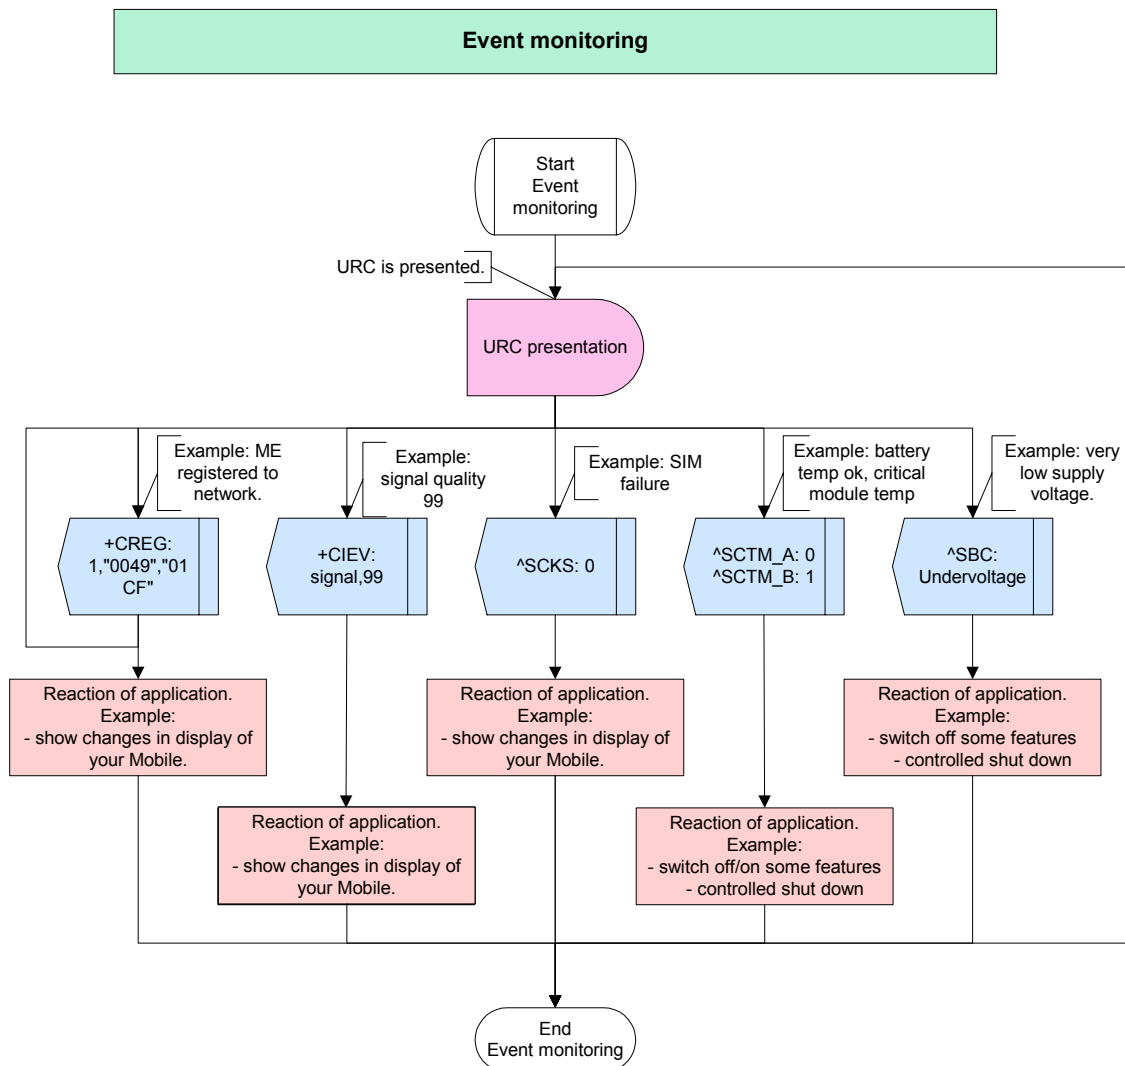 Event monitoring
Start
Event
monitoring
URC is presented.
URC presentation
Example: ME
registered to
network.
Example:
signal quality
99
Example: SIM
failure
Example: battery
temp ok, critical
module temp
Example: very
low supply
voltage.
+CREG:
1,"0049","01
CF"
+CIEV:
signal,99
^SCKS: 0
^SCTM_A: 0
^SCTM_B: 1
^SBC:
Undervoltage
Reaction of application.
Example:
- show changes in display of
your Mobile.
Reaction of application.
Example:
- show changes in display of
your Mobile.
Reaction of application.
Example:
- switch off some features
- controlled shut down
Reaction of application.
Example:
- show changes in display of
your Mobile.
Reaction of application.
Example:
- switch off/on some features
- controlled shut down
End
Event monitoring